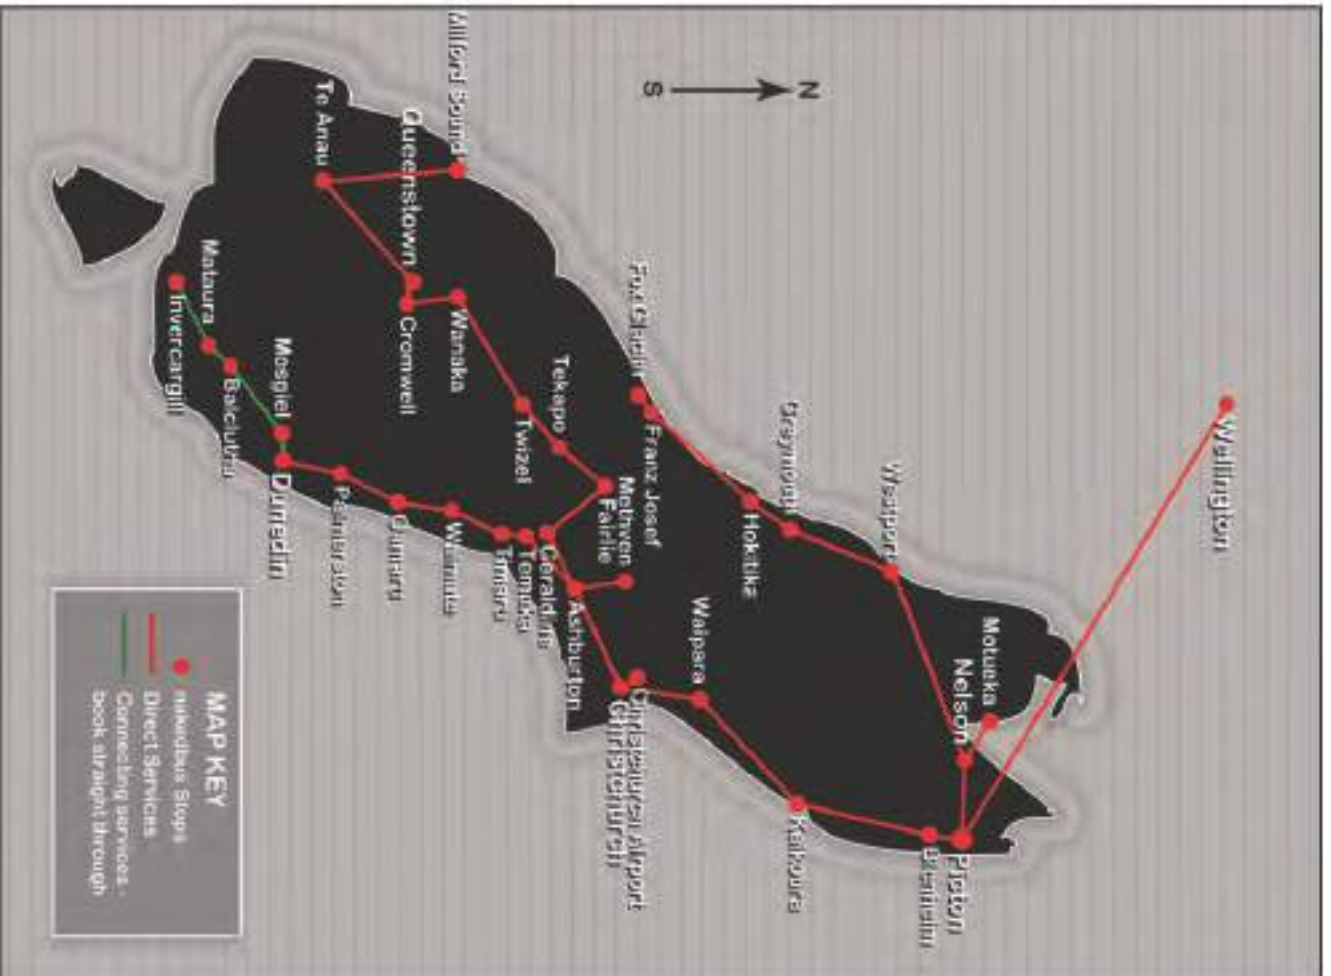 Wellington
Motueka
Nelson
Picton
Blenheim
Westport
Kaikoura
Greymouth
Hokitika
Waipara
Franz Josef
Fox Glacier
Christchurch airport
Christchurch
Methven
Fairlie
Ashburton
Tekapo
Geraldine
Temuka
Timaru
Twizel
Milford Sound
Wanaka
Waimate
Queenstown
Cromwell
Oamaru
Te Anau
Palmerston
Mosgiel
Dunedin
Balclutha
Mataura
Invercargill
N
S
MAP KEY
nakedbus Stops
Direct Services
Connecting services -
book straight through